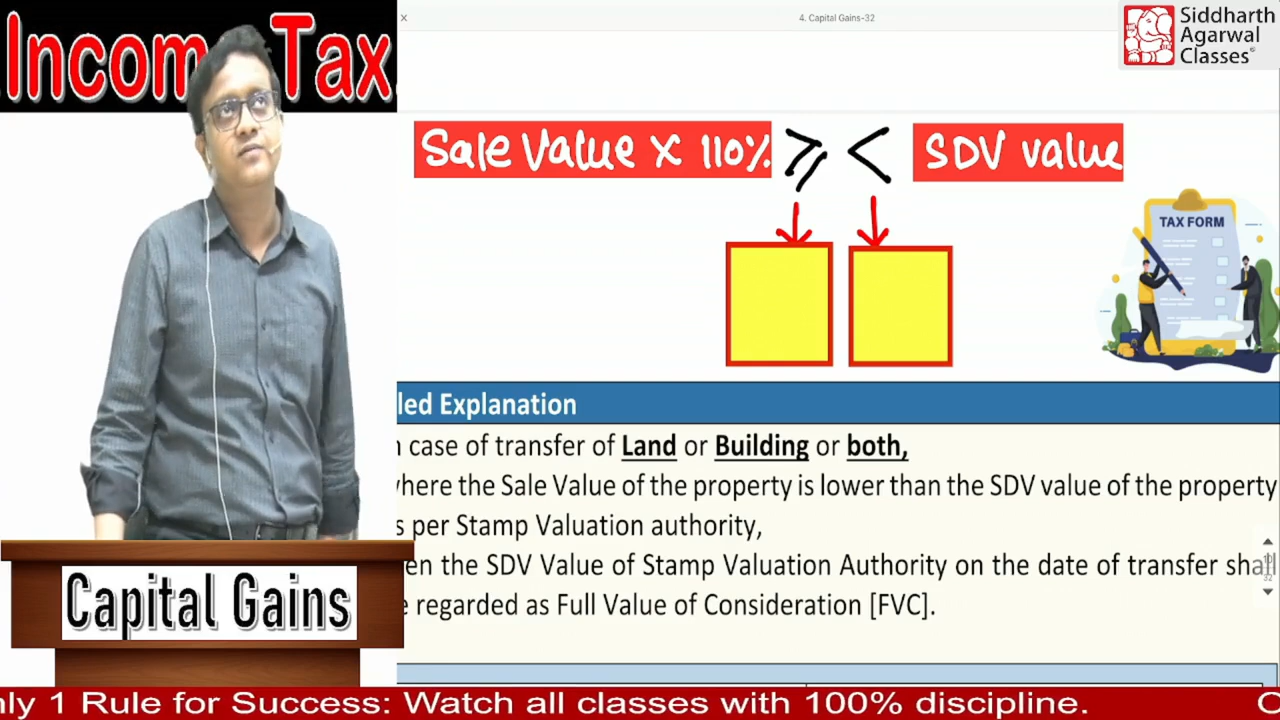 Income Tax
×
4. Capital Gains-32
Siddharth
Agarwal
Classes
Sale Value × 110% ≥ < SDV value
TAX FORM
led Explanation
case of transfer of Land or Building or both,
here the Sale Value of the property is lower than the SDV value of the property
s per Stamp Valuation authority,
en the SDV Value of Stamp Valuation Authority on the date of transfer shall
e regarded as Full Value of Consideration [FVC].
32
Capital Gains
nly 1 Rule for Success: Watch all classes with 100% discipline.